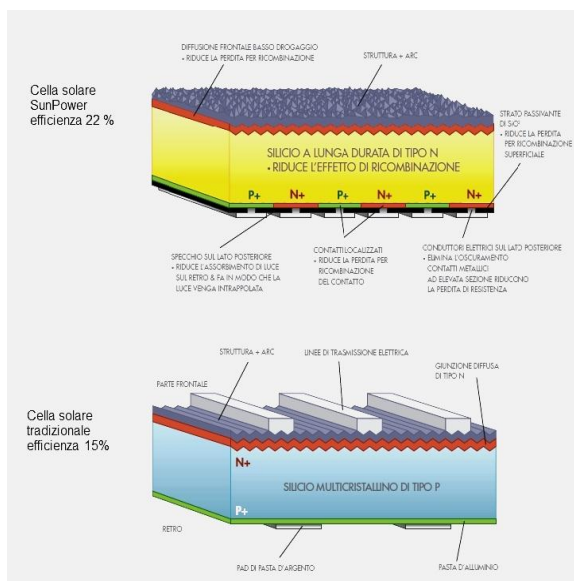 DIFFUSIONE FRONTALE BASSO DROGAGGIO
• RIDUCE LA PERDITA PER RICOMBINAZIONE
STRUTTURA + ARC
Cella solare
SunPower
efficienza 22 %
STRATO PASSIVANTE
DI SiO²
• RIDUCE LA PERDITA
PER RICOMBINAZIONE
SUPERFICIALE
SILICIO A LUNGA DURATA DI TIPO N
• RIDUCE L'EFFETTO DI RICOMBINAZIONE
P+ N+ P+ N+ P+ N+
SPECCHIO SUL LATO POSTERIORE
• RIDUCE L'ASSORBIMENTO DI LUCE
SUL RETRO & FA IN MODO CHE LA
LUCE VENGA INTRAPPOLATA
CONTATTI LOCALIZZATI
• RIDUCE LA PERDITA PER
RICOMBINAZIONE
DEL CONTATTO
CONDUTTORI ELETTRICI SUL LATO POSTERIORE
• ELIMINA L'OSCURAMENTO
CONTATTI METALLICI
AD ELEVATA SEZIONE RIDUCONO
LA PERDITA DI RESISTENZA
STRUTTURA + ARC
LINEE DI TRASMISSIONE ELETTRICA
GIUNZIONE DIFFUSA
DI TIPO N
PARTE FRONTALE
Cella solare
tradizionale
efficienza 15%
N+
SILICIO MULTICRISTALLINO DI TIPO P
P+
RETRO
PAD DI PASTA D'ARGENTO
PASTA D'ALLUMINIO